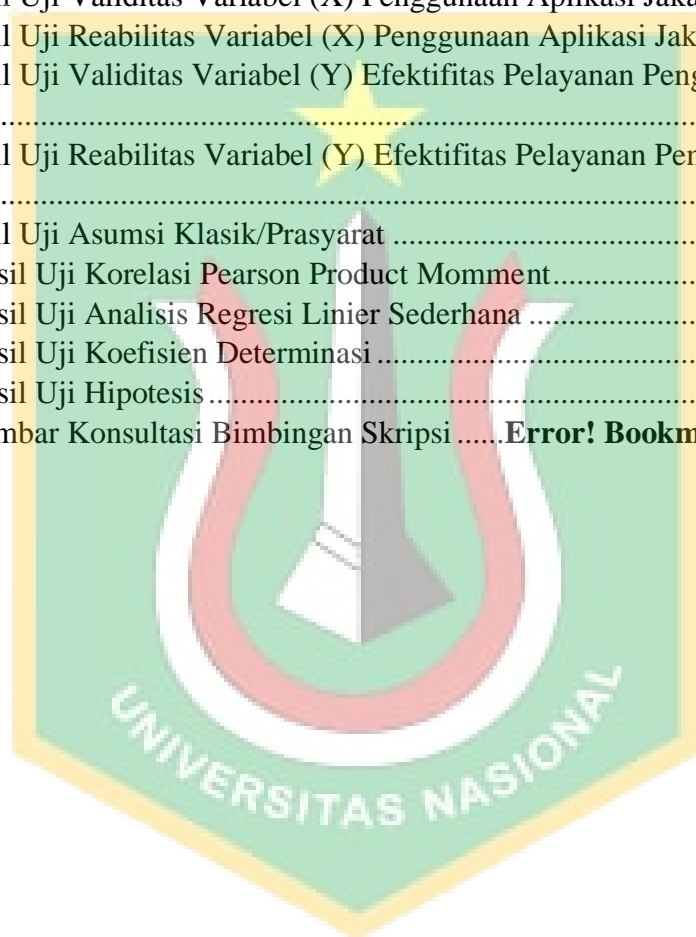 Uji Validitas Variabel (X) Penggunaan Aplikasi
l Uji Reabilitas Variabel (X) Penggunaan Aplikasi Jak
l Uji Validitas Variabel (Y) Efektifitas Pelayanan Peng
..............................................................................
l Uji Reabilitas Variabel (Y) Efektifitas Pelayanan Pen
..............................................................................
l Uji Asumsi Klasik/Prasyarat .......................................
sil Uji Korelasi Pearson Product Momment...................
sil Uji Analisis Regresi Linier Sederhana .....................
sil Uji Koefisien Determinasi ........................................
sil Uji Hipotesis .............................................................
mbar Konsultasi Bimbingan Skripsi ......Error! Bookm
UNIVERSITAS NASIONAL